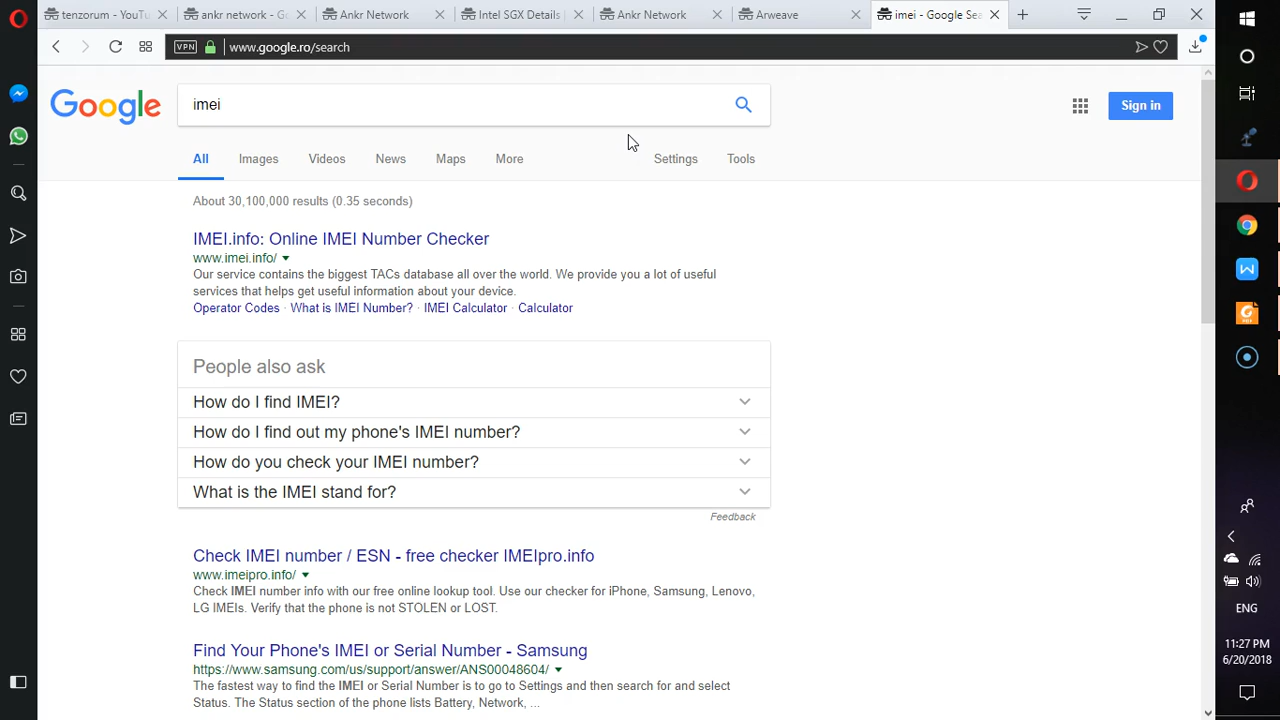 tenzorum - YouTu
ankr network - Go
Ankr Network
Intel SGX Details
Ankr Network
Arweave
imei - Google Sea
VPN
www.google.ro/search
Google
imei
Sign in
All
Images
Videos
News
Maps
More
Settings
Tools
About 30,100,000 results (0.35 seconds)
IMEI.info: Online IMEI Number Checker
www.imei.info/
Our service contains the biggest TACs database all over the world. We provide you a lot of useful
services that helps get useful information about your device.
Operator Codes · What is IMEI Number? · IMEI Calculator · Calculator
People also ask
How do I find IMEI?
How do I find out my phone's IMEI number?
How do you check your IMEI number?
What is the IMEI stand for?
Feedback
Check IMEI number / ESN - free checker IMEIpro.info
www.imeipro.info/
Check IMEI number info with our free online lookup tool. Use our checker for iPhone, Samsung, Lenovo,
LG IMEIs. Verify that the phone is not STOLEN or LOST.
Find Your Phone's IMEI or Serial Number - Samsung
https://www.samsung.com/us/support/answer/ANS00048604/
The fastest way to find the IMEI or Serial Number is to go to Settings and then search for and select
Status. The Status section of the phone lists Battery, Network, ...
ENG
11:27 PM
6/20/2018